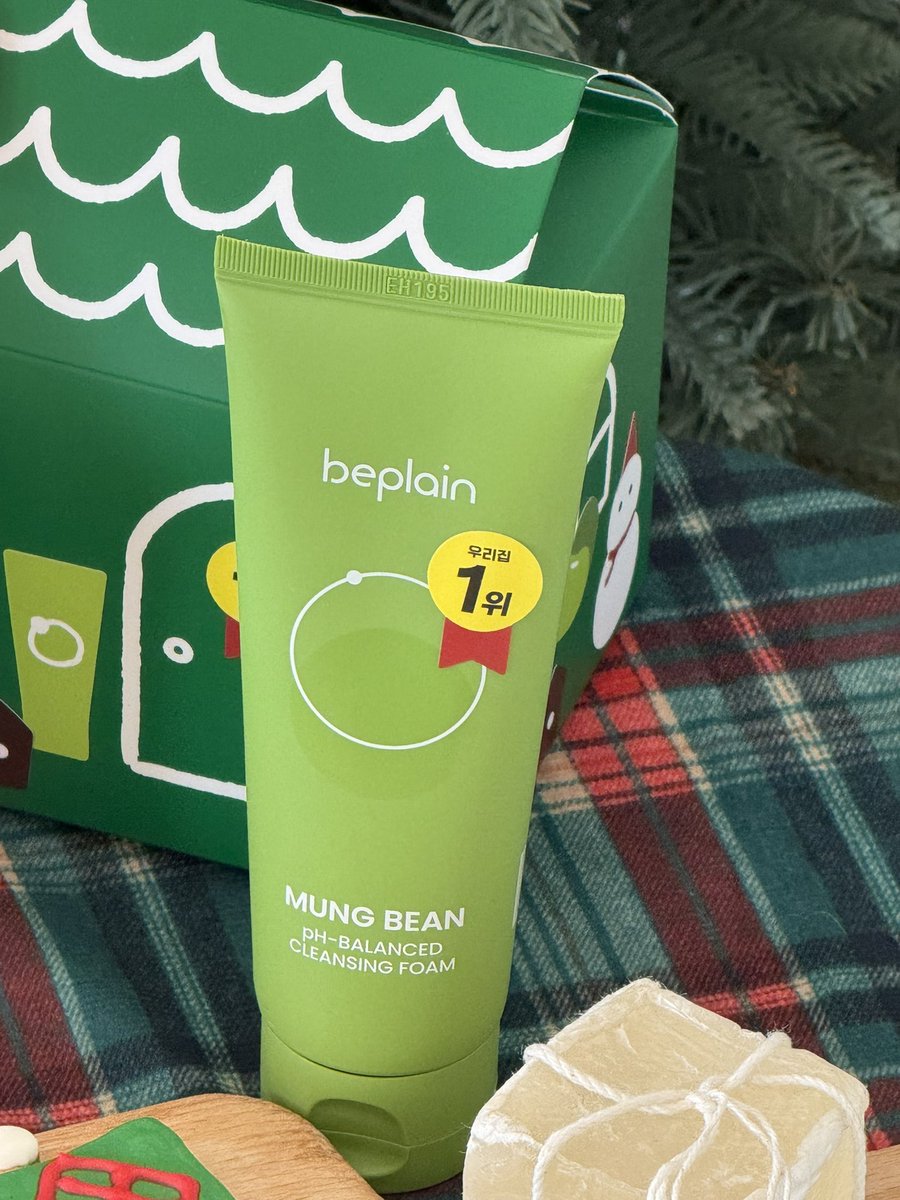 EH195
beplain
우리집
1위
MUNG BEAN
pH-BALANCED
CLEANSING FOAM